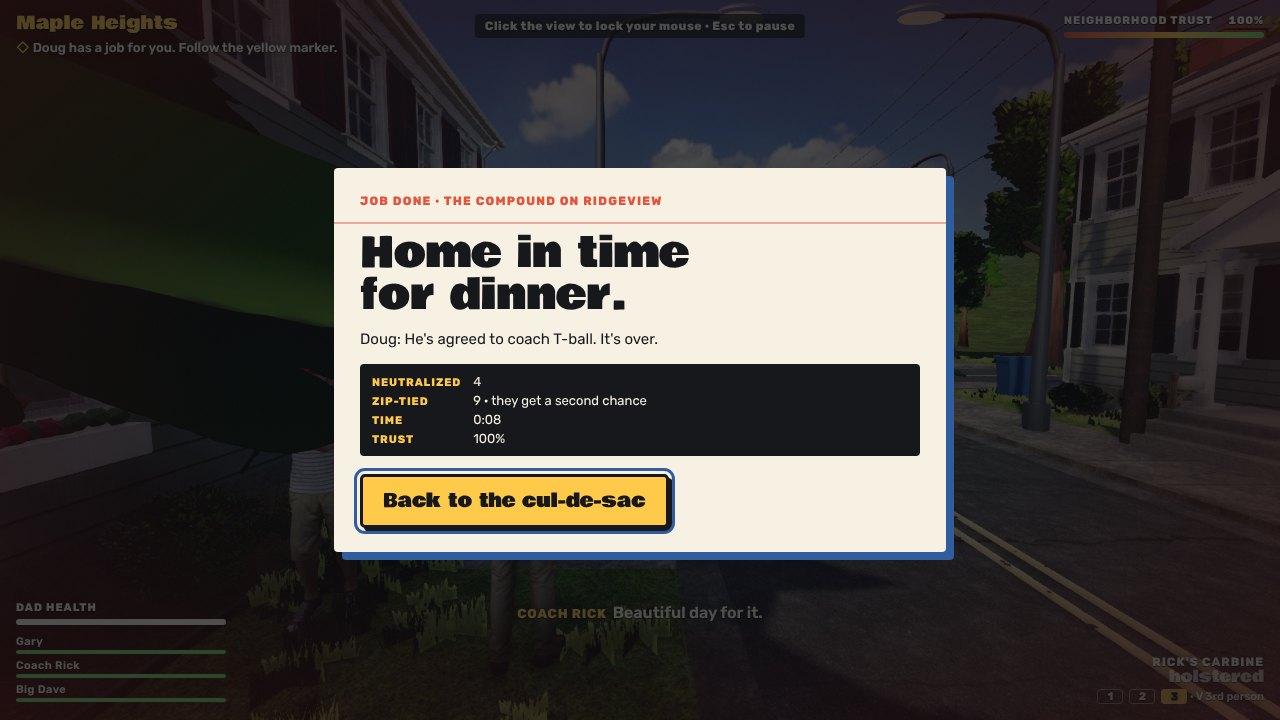 Maple Heights
◇ Doug has a job for you. Follow the yellow marker.
Click the view to lock your mouse • Esc to pause
NEIGHBORHOOD TRUST 100%
JOB DONE • THE COMPOUND ON RIDGEVIEW
Home in time
for dinner.
Doug: He's agreed to coach T-ball. It's over.
NEUTRALIZED 4
ZIP-TIED 9 • they get a second chance
TIME 0:08
TRUST 100%
Back to the cul-de-sac
COACH RICK Beautiful day for it.
DAD HEALTH
Gary
Coach Rick
Big Dave
RICK'S CARBINE
holstered
1 2 3 • V 3rd person